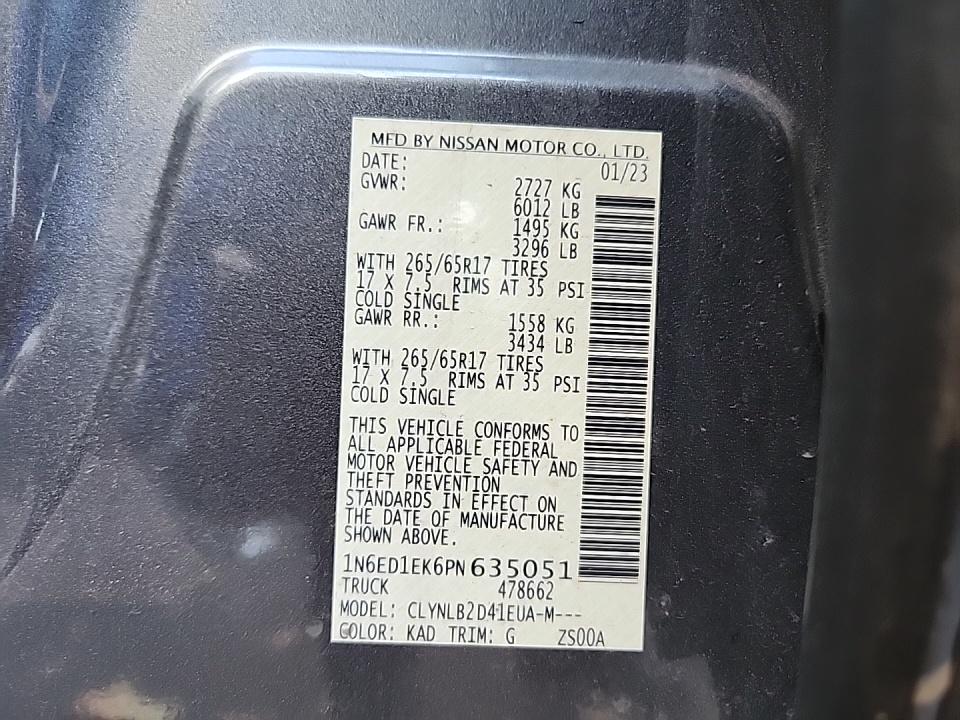 MFD BY NISSAN MOTOR CO., LTD.
DATE: 01/23
GVWR: 2727 KG
6012 LB
GAWR FR.: 1495 KG
3296 LB
WITH 265/65R17 TIRES
17 X 7.5 RIMS AT 35 PSI
COLD SINGLE
GAWR RR.: 1558 KG
3434 LB
WITH 265/65R17 TIRES
17 X 7.5 RIMS AT 35 PSI
COLD SINGLE
THIS VEHICLE CONFORMS TO
ALL APPLICABLE FEDERAL
MOTOR VEHICLE SAFETY AND
THEFT PREVENTION
STANDARDS IN EFFECT ON
THE DATE OF MANUFACTURE
SHOWN ABOVE.
1N6ED1EK6PN635051
TRUCK 478662
MODEL: CLYNLB2D41EUA-M---
COLOR: KAD TRIM: G ZS00A